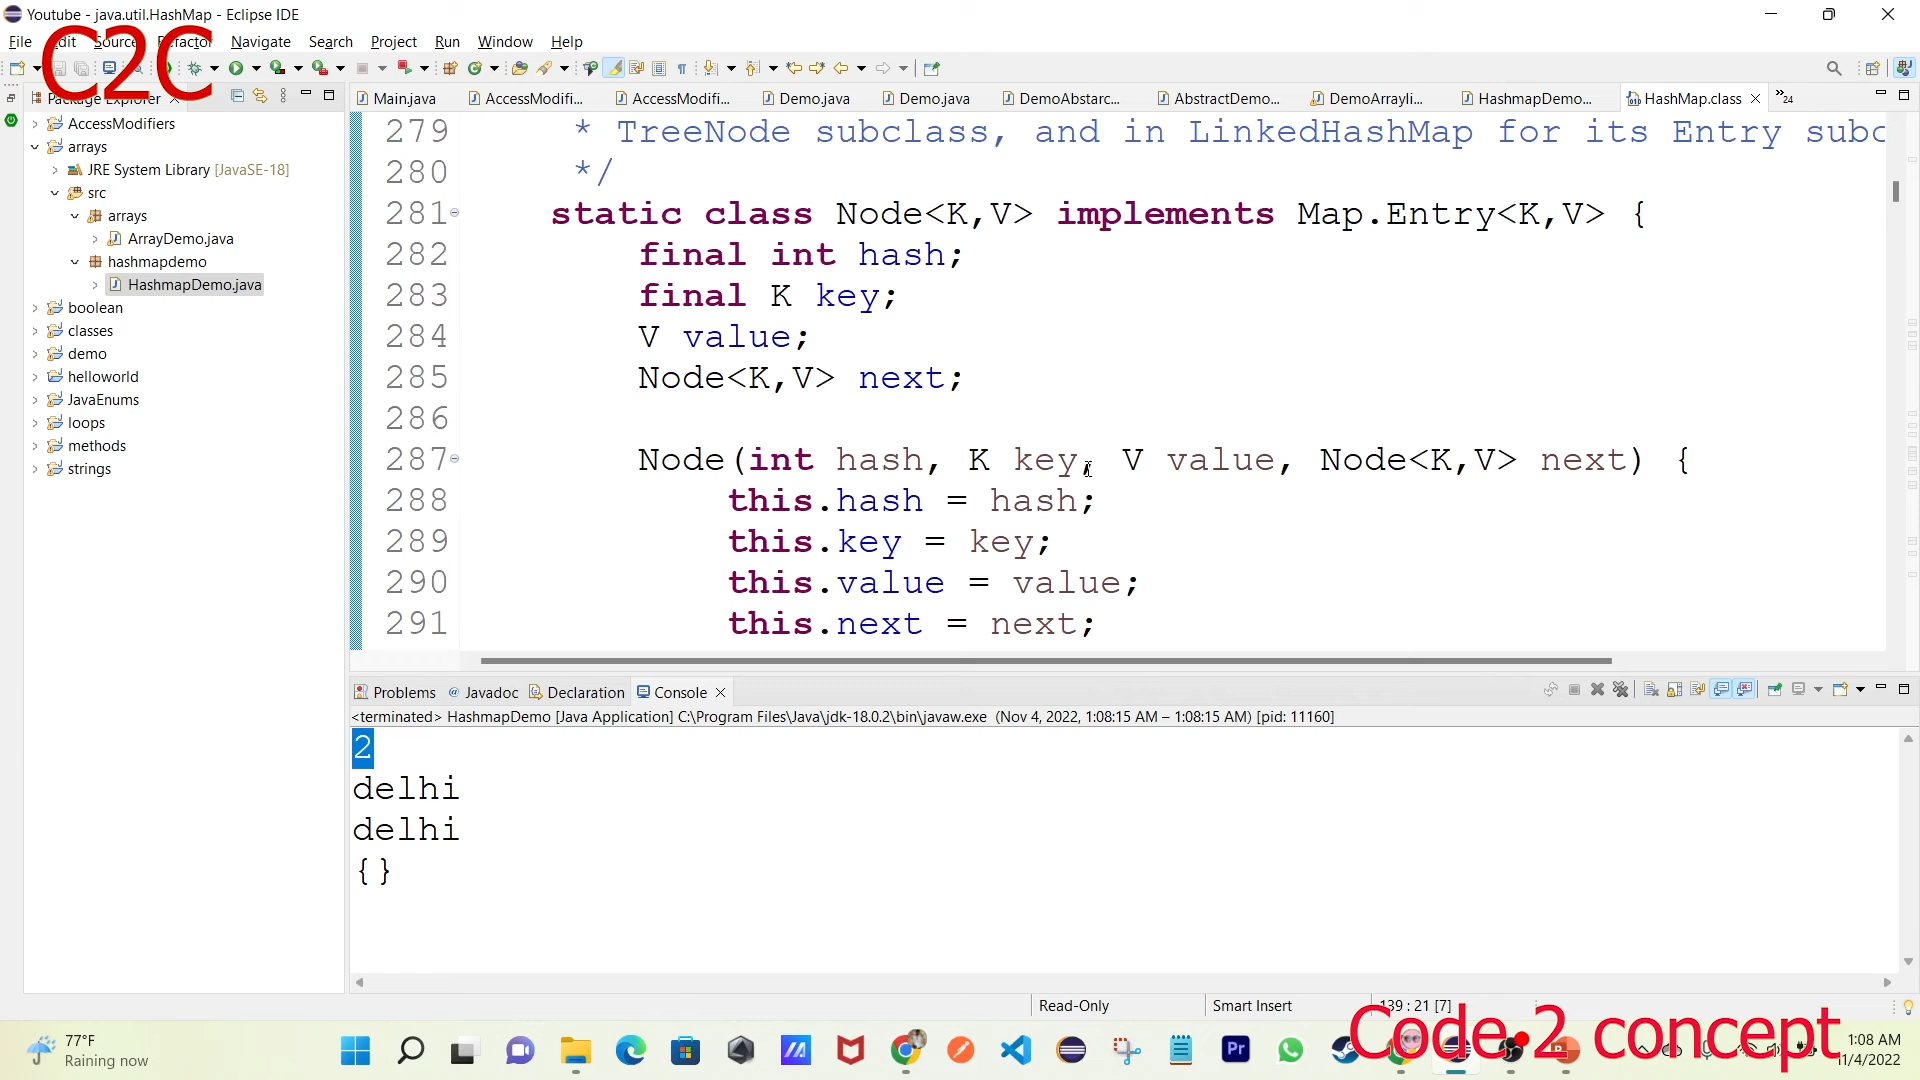 Youtube - java.util.HashMap - Eclipse IDE
File Edit Source Refactor Navigate Search Project Run Window Help
C2C
Package Explorer
Main.java AccessModifi... AccessModifi... Demo.java Demo.java DemoAbstarc... AbstractDemo... DemoArrayli... HashmapDemo... HashMap.class 24
AccessModifiers
arrays
JRE System Library [JavaSE-18]
src
arrays
ArrayDemo.java
hashmapdemo
HashmapDemo.java
boolean
classes
demo
helloworld
JavaEnums
loops
methods
strings
279 * TreeNode subclass, and in LinkedHashMap for its Entry subc
280 */
281 static class Node<K,V> implements Map.Entry<K,V> {
282 final int hash;
283 final K key;
284 V value;
285 Node<K,V> next;
286
287 Node(int hash, K key, V value, Node<K,V> next) {
288 this.hash = hash;
289 this.key = key;
290 this.value = value;
291 this.next = next;
Problems Javadoc Declaration Console
<terminated> HashmapDemo [Java Application] C:\Program Files\Java\jdk-18.0.2\bin\javaw.exe (Nov 4, 2022, 1:08:15 AM – 1:08:15 AM) [pid: 11160]
2
delhi
delhi
{}
Read-Only Smart Insert 139 : 21 [7]
Code 2 concept
77°F
Raining now
Pr
1:08 AM
11/4/2022